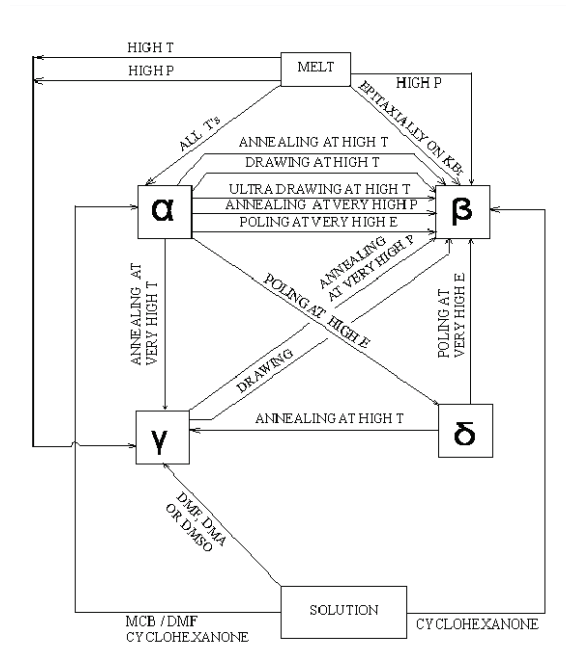 HIGH T
HIGH P
MELT
HIGH P
EPITAXIALLY ON KBr
ALL T's
ANNEALING AT HIGH T
DRAWING AT HIGH T
ULTRA DRAWING AT HIGH T
ANNEALING AT VERY HIGH P
POLING AT VERY HIGH E
α
β
ANNEALING AT
VERY HIGH T
POLING AT HIGH E
ANNEALING
AT VERY HIGH P
DRAWING
POLING AT
VERY HIGH E
ANNEALING AT HIGH T
γ
δ
DMF, DMA
OR DMSO
SOLUTION
MCB / DMF
CYCLOHEXANONE
CYCLOHEXANONE